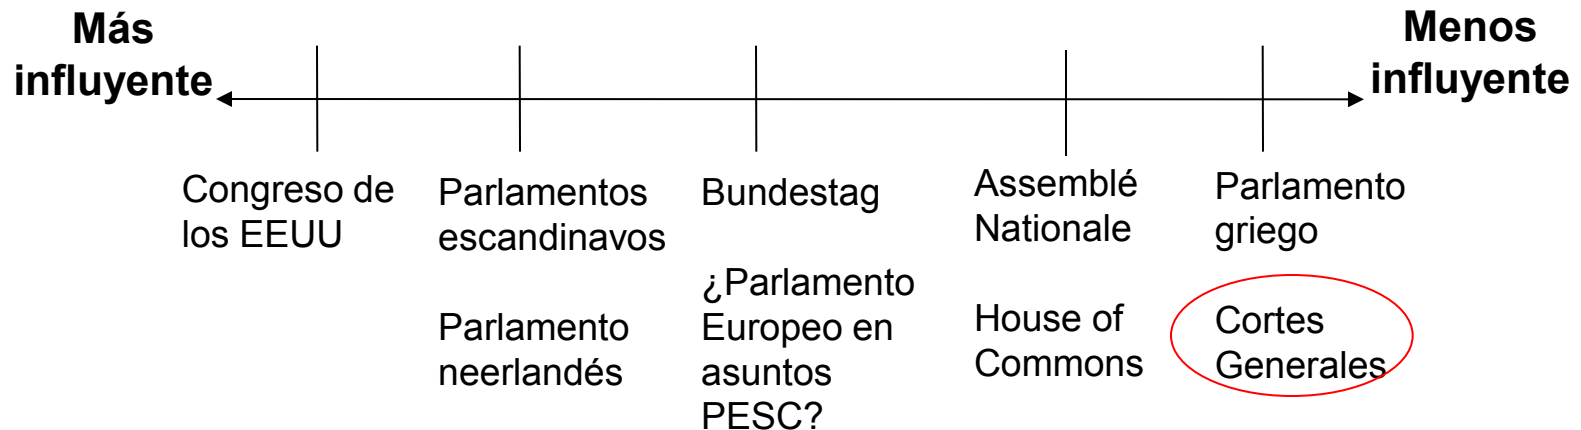 Más
influyente
Menos
influyente
Congreso de
los EEUU
Parlamentos
escandinavos
Parlamento
neerlandés
Bundestag
¿Parlamento
Europeo en
asuntos
PESC?
Assemblé
Nationale
House of
Commons
Parlamento
griego
Cortes
Generales